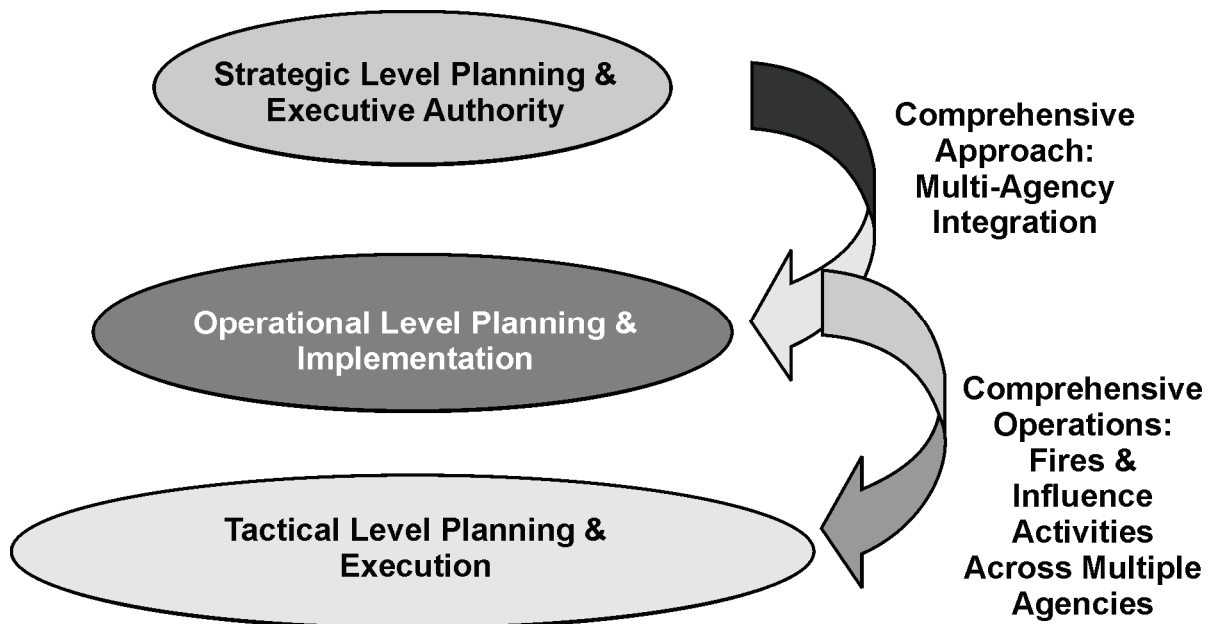 Strategic Level Planning &
Executive Authority
Comprehensive
Approach:
Multi-Agency
Integration
Operational Level Planning &
Implementation
Comprehensive
Operations:
Fires &
Influence
Activities
Across Multiple
Agencies
Tactical Level Planning &
Execution